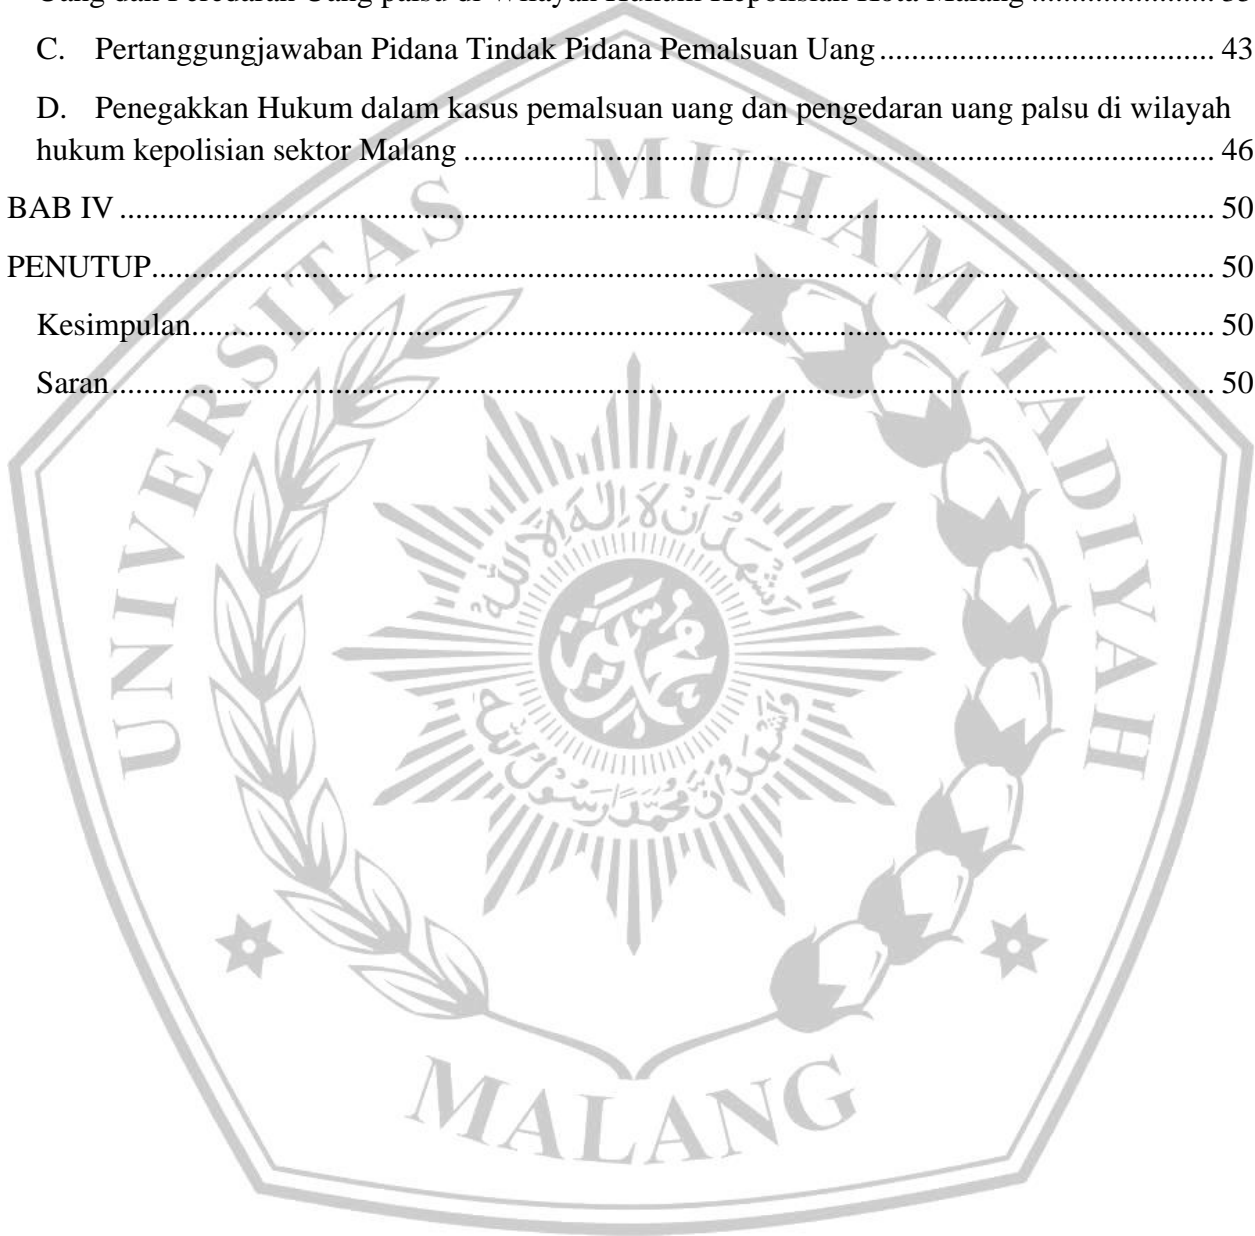 C. Pertanggungjawaban Pidana Tindak Pidana Pemalsuan Uang ........................................ 43
D. Penegakkan Hukum dalam kasus pemalsuan uang dan pengedaran uang palsu di wilayah
hukum kepolisian sektor Malang ........................................ 46
BAB IV ........................................ 50
PENUTUP ........................................ 50
Kesimpulan ........................................ 50
Saran ........................................ 50
UNIVERSITAS MUHAMMADIYAH
MALANG